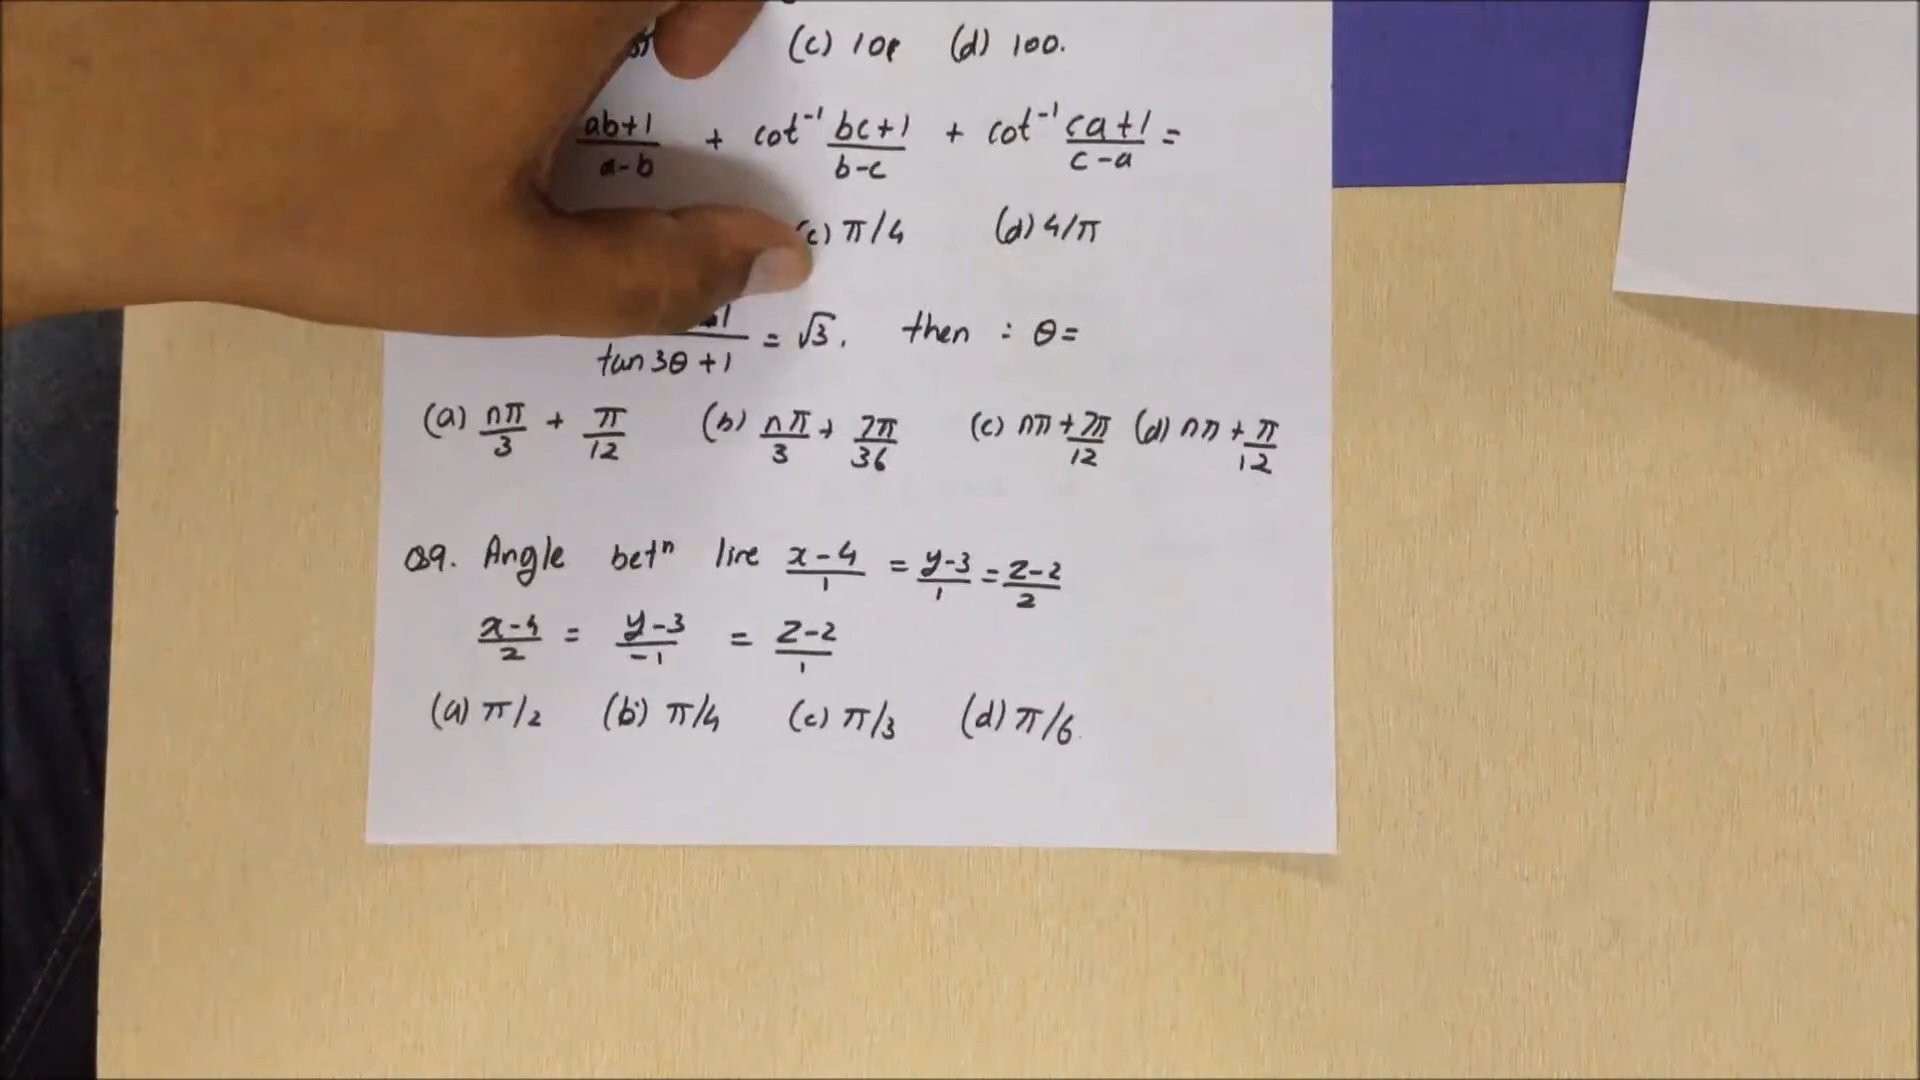 (c) 10P (d) 100.
ab+1/a-b + cot⁻¹ bc+1/b-c + cot⁻¹ ca+1/c-a =
(c) π/4 (d) 4/π
/tan 3θ +1 = √3, then : θ=
(a) nπ/3 + π/12 (b) nπ/3 + 7π/36 (c) nπ + 7π/12 (d) nπ + π/12
Q9. Angle betⁿ line x-4/1 = y-3/1 = z-2/2
x-4/2 = y-3/-1 = z-2/1
(a) π/2 (b) π/4 (c) π/3 (d) π/6.